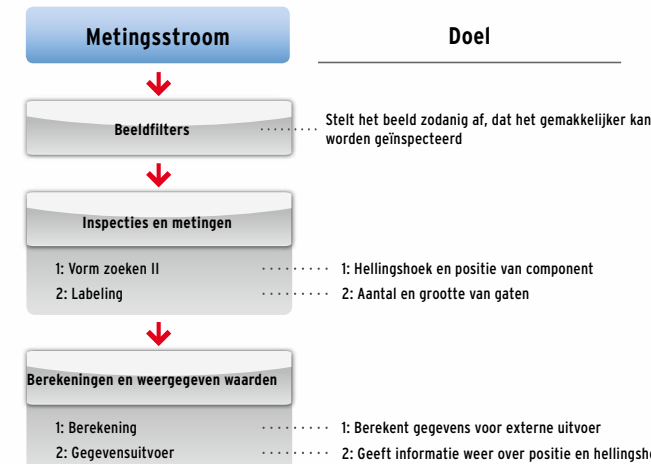 Metingsstroom
Doel
Beeldfilters
Stelt het beeld zodanig af, dat het gemakkelijker kan
worden geïnspecteerd
Inspecties en metingen
1: Vorm zoeken II
1: Hellingshoek en positie van component
2: Labeling
2: Aantal en grootte van gaten
Berekeningen en weergegeven waarden
1: Berekening
1: Berekent gegevens voor externe uitvoer
2: Gegevensuitvoer
2: Geeft informatie weer over positie en